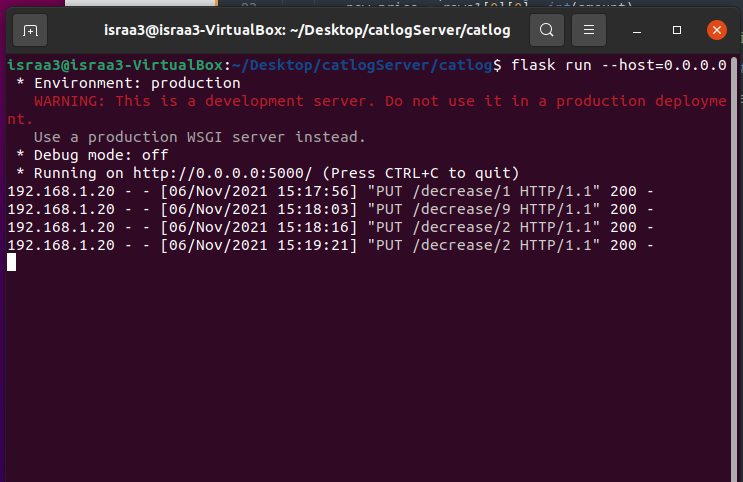 israa3@israa3-VirtualBox: ~/Desktop/catlogServer/catlog
israa3@israa3-VirtualBox:~/Desktop/catlogServer/catlog$ flask run --host=0.0.0.0
* Environment: production
WARNING: This is a development server. Do not use it in a production deployme
nt.
Use a production WSGI server instead.
* Debug mode: off
* Running on http://0.0.0.0:5000/ (Press CTRL+C to quit)
192.168.1.20 - - [06/Nov/2021 15:17:56] "PUT /decrease/1 HTTP/1.1" 200 -
192.168.1.20 - - [06/Nov/2021 15:18:03] "PUT /decrease/9 HTTP/1.1" 200 -
192.168.1.20 - - [06/Nov/2021 15:18:16] "PUT /decrease/2 HTTP/1.1" 200 -
192.168.1.20 - - [06/Nov/2021 15:19:21] "PUT /decrease/2 HTTP/1.1" 200 -